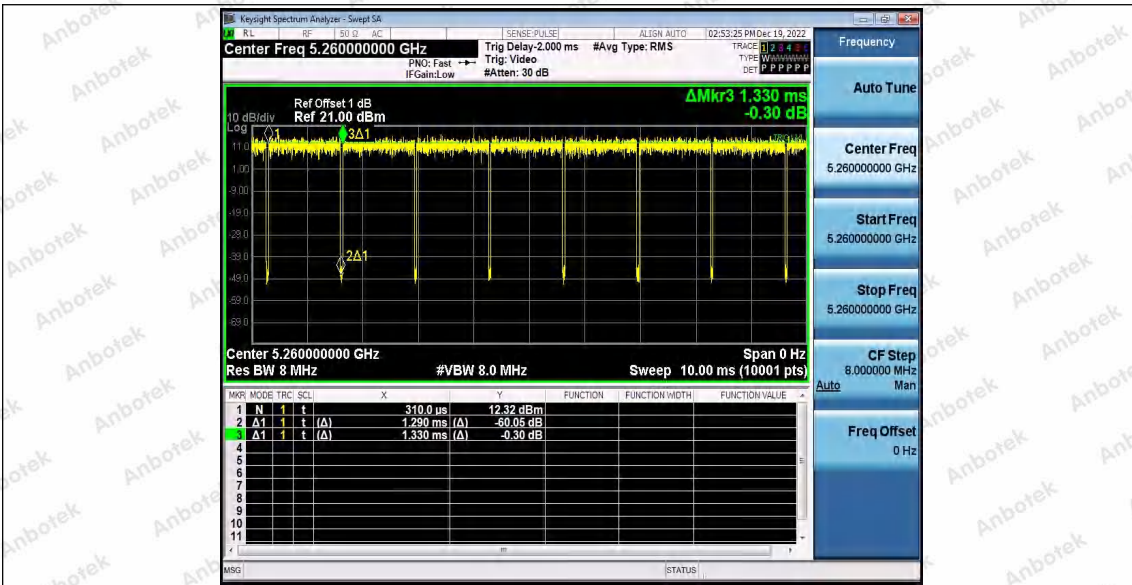 Keysight Spectrum Analyzer - Swept SA
RL RF 50 Ω AC SENSE:PULSE ALIGN AUTO 02:53:25 PM Dec 19, 2022
Center Freq 5.260000000 GHz
PNO: Fast
IFGain:Low
Trig Delay-2.000 ms
Trig: Video
#Atten: 30 dB
#Avg Type: RMS
TRACE 1 2 3 4 5 6
TYPE WWWWWW
DET P P P P P P
Ref Offset 1 dB
10 dB/div Ref 21.00 dBm
Log
ΔMkr3 1.330 ms
-0.30 dB
1
3Δ1
2Δ1
11.0
1.00
-9.00
-19.0
-29.0
-39.0
-49.0
-59.0
-69.0
Center 5.260000000 GHz Span 0 Hz
Res BW 8 MHz #VBW 8.0 MHz Sweep 10.00 ms (10001 pts)
MKR MODE TRC SCL X Y FUNCTION FUNCTION WIDTH FUNCTION VALUE
1 N 1 t 310.0 µs 12.32 dBm
2 Δ1 1 t (Δ) 1.290 ms (Δ) -60.05 dB
3 Δ1 1 t (Δ) 1.330 ms (Δ) -0.30 dB
4
5
6
7
8
9
10
11
MSG STATUS
Frequency
Auto Tune
Center Freq
5.260000000 GHz
Start Freq
5.260000000 GHz
Stop Freq
5.260000000 GHz
CF Step
8.000000 MHz
Auto Man
Freq Offset
0 Hz
Anbotek